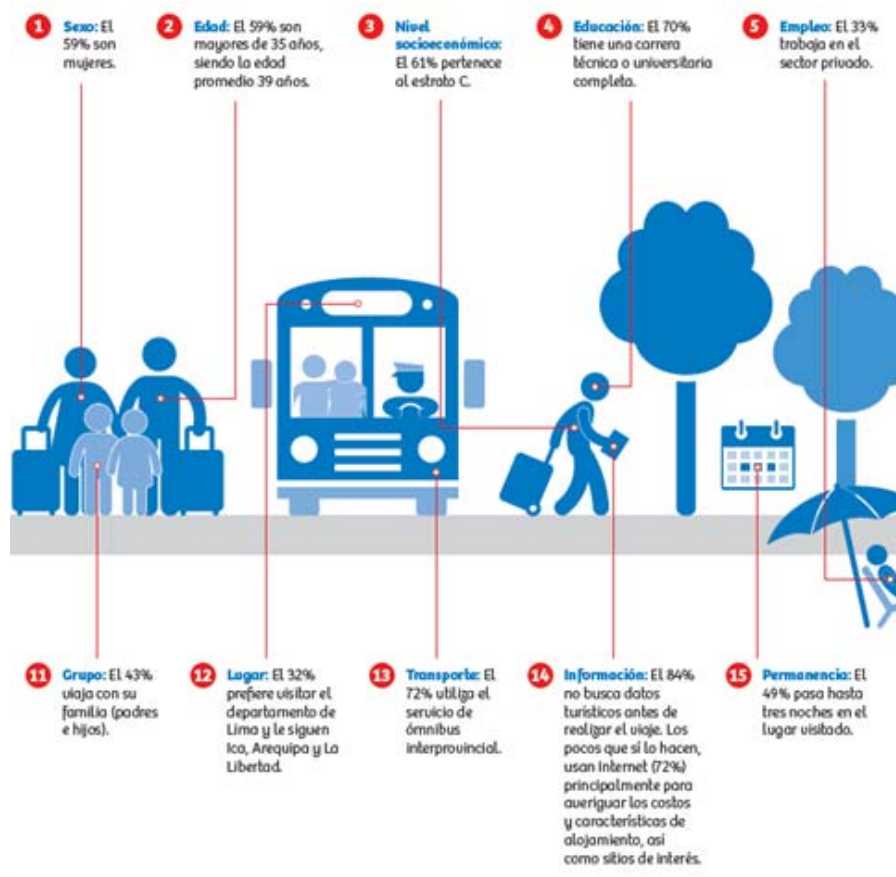 1
Sexo: El
59% son
mujeres.
2
Edad: El 59% son
mayores de 35 años,
siendo la edad
promedio 39 años.
3
Nivel
socioeconómico:
El 61% pertenece
al estrato C.
4
Educación: El 70%
tiene una carrera
técnica o universitaria
completa.
5
Empleo: El 33%
trabaja en el
sector privado.
11
Grupo: El 43%
viaja con su
familia (padres
e hijos).
12
Lugar: El 32%
prefiere visitar el
departamento de
Lima y le siguen
Ica, Arequipa y La
Libertad.
13
Transporte: El
72% utiliza el
servicio de
ómnibus
interprovincial.
14
Información: El 84%
no busca datos
turísticos antes de
realizar el viaje. Los
pocos que sí lo hacen,
usan Internet (72%)
principalmente para
averiguar los costos
y características de
alojamiento, así
como sitios de interés.
15
Permanencia: El
49% pasa hasta
tres noches en el
lugar visitado.